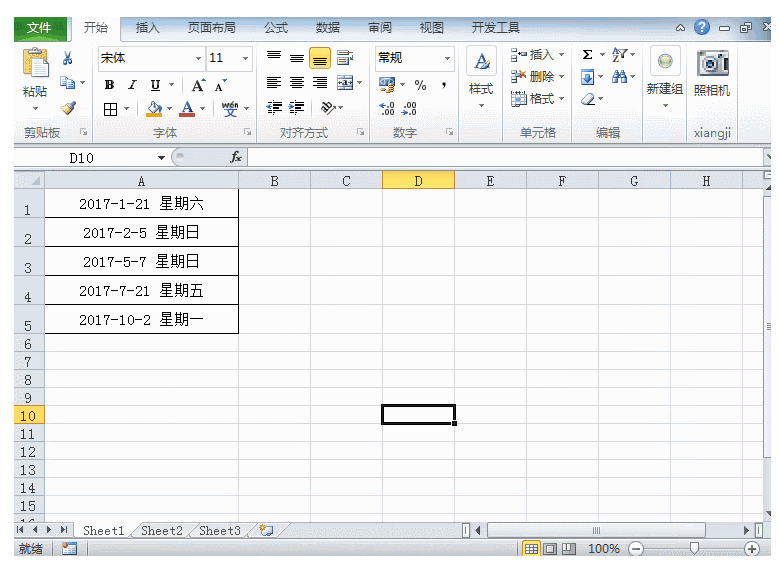 文件 开始 插入 页面布局 公式 数据 审阅 视图 开发工具
宋体 11 常规 插入 Σ
粘贴 B I U A A % 样式 删除 新建组 照相机
wén 文 A .00 .00 格式
剪贴板 字体 对齐方式 数字 单元格 编辑 xiangji
D10 fx
A B C D E F G H
1 2017-1-21 星期六
2 2017-2-5 星期日
3 2017-5-7 星期日
4 2017-7-21 星期五
5 2017-10-2 星期一
6
7
8
9
10
11
12
13
14
15
Sheet1 Sheet2 Sheet3
就绪 100%